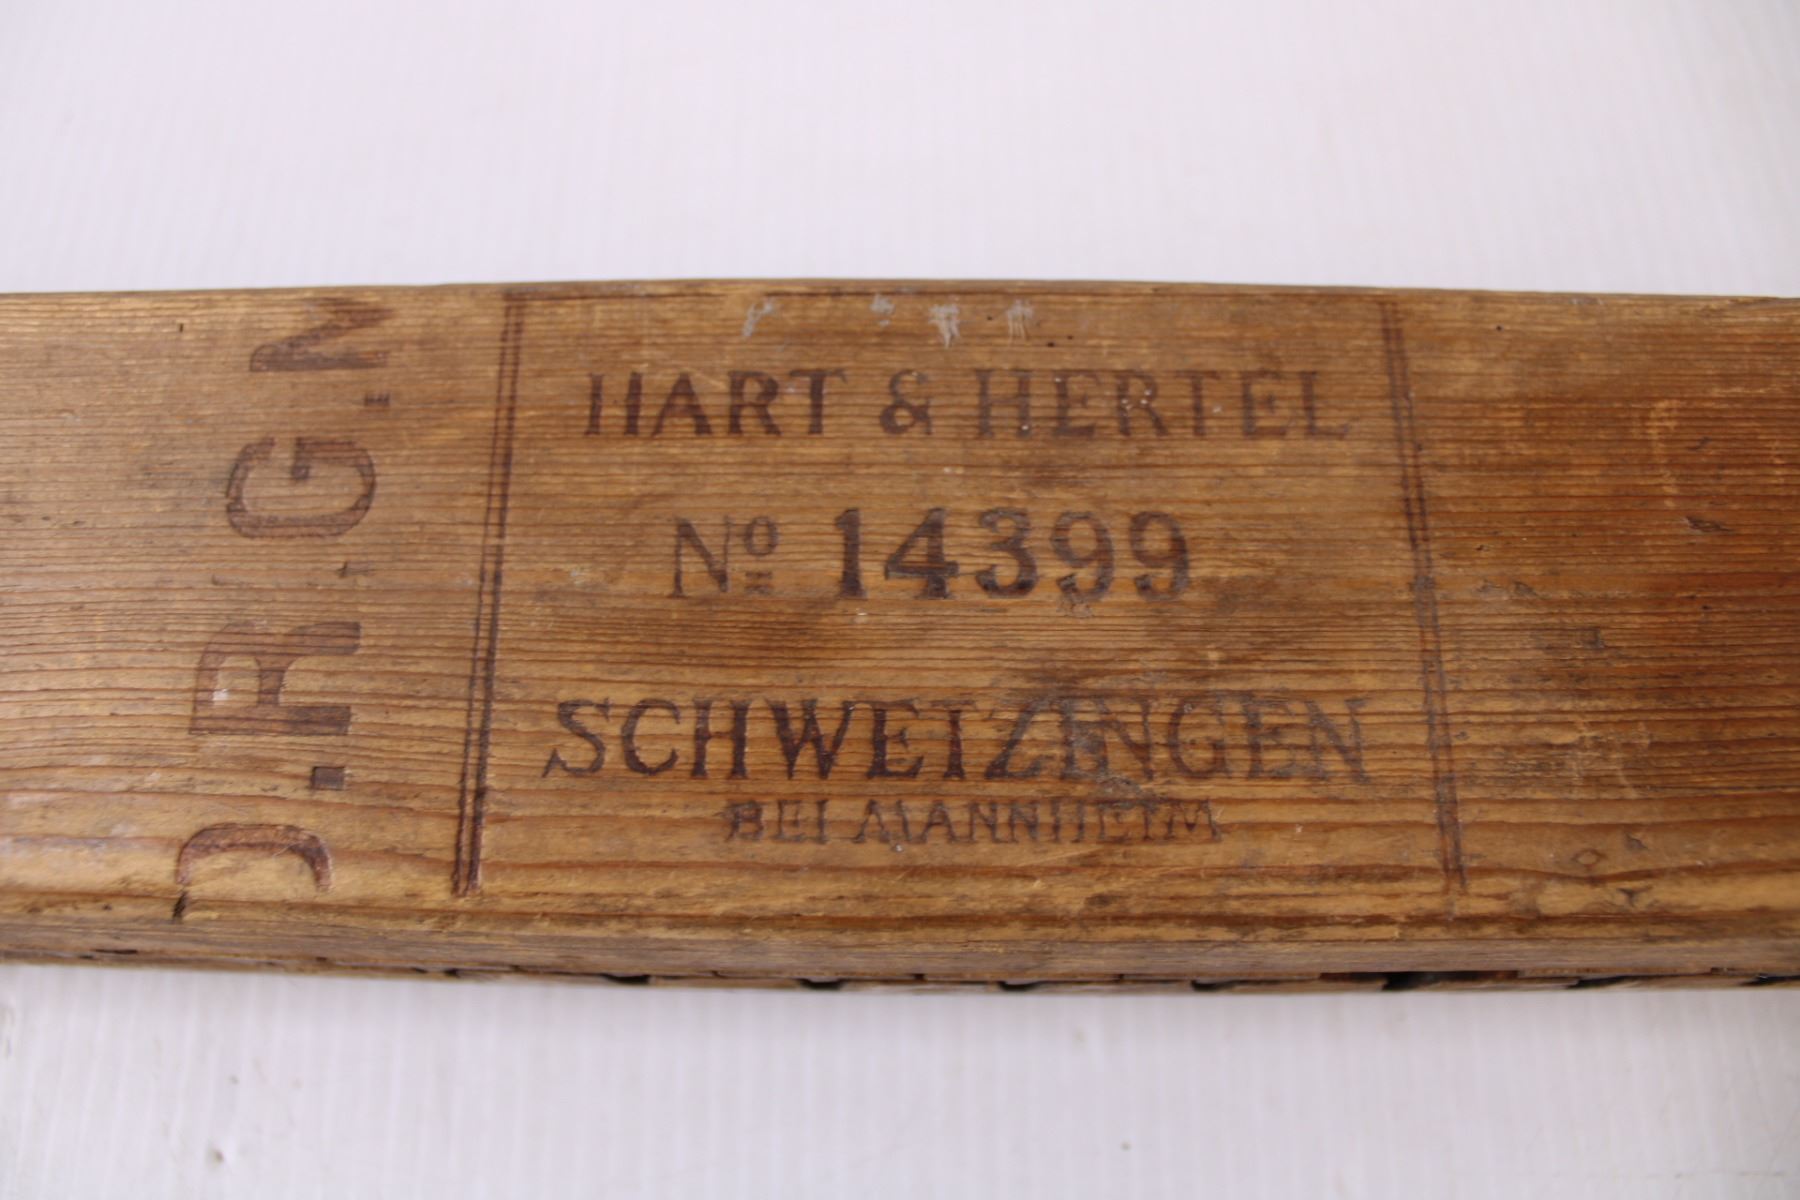 D.R.G.M
HART & HERTEL
Nº 14399
SCHWETZINGEN
BEI MANNHEIM